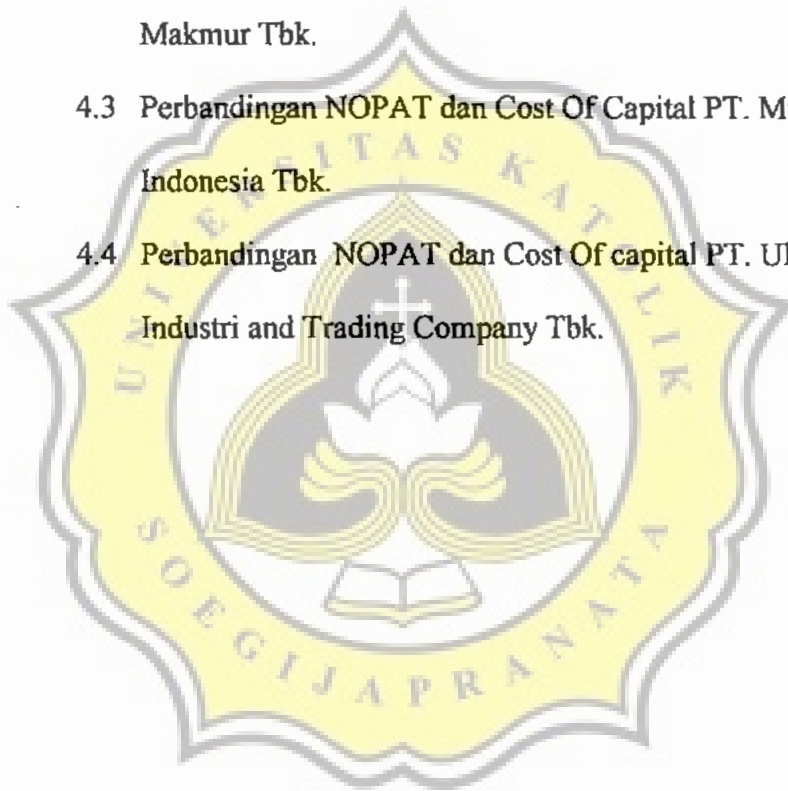 Makmur Tbk.
4.3 Perbandingan NOPAT dan Cost Of Capital PT. M
Indonesia Tbk.
4.4 Perbandingan NOPAT dan Cost Of capital PT. Ul
Industri and Trading Company Tbk.
UNIVERSITAS KATOLIK
SOEGIJAPRANATA